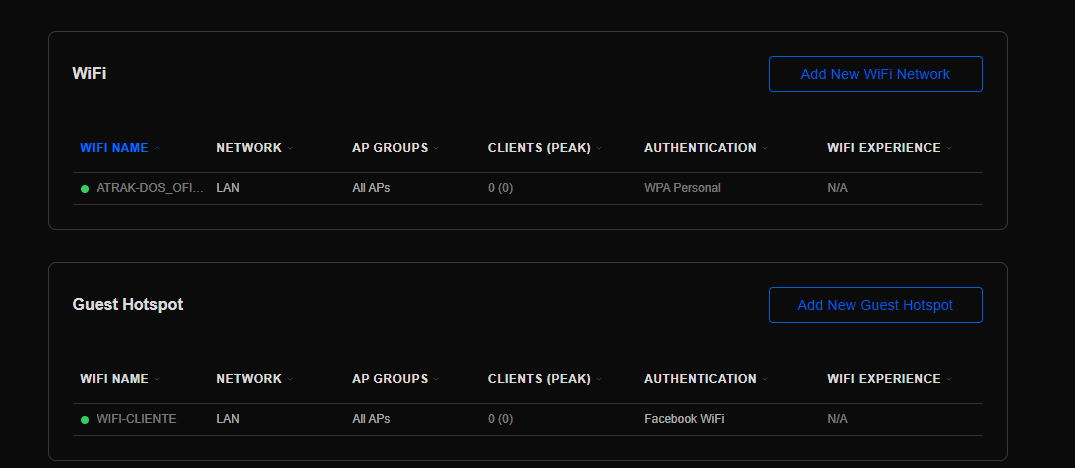 WiFi
Add New WiFi Network
WIFI NAME NETWORK AP GROUPS CLIENTS (PEAK) AUTHENTICATION WIFI EXPERIENCE
ATRAK-DOS_OFI... LAN All APs 0 (0) WPA Personal N/A
Guest Hotspot
Add New Guest Hotspot
WIFI NAME NETWORK AP GROUPS CLIENTS (PEAK) AUTHENTICATION WIFI EXPERIENCE
WIFI-CLIENTE LAN All APs 0 (0) Facebook WiFi N/A